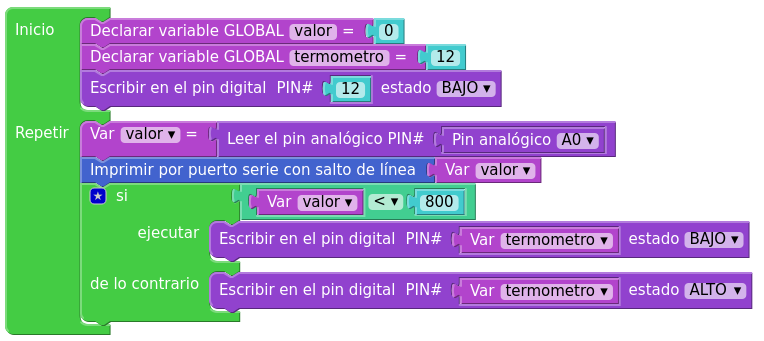 Inicio
Declarar variable GLOBAL valor = 0
Declarar variable GLOBAL termometro = 12
Escribir en el pin digital PIN# 12 estado BAJO ▾
Repetir
Var valor ▾ = Leer el pin analógico PIN# Pin analógico A0 ▾
Imprimir por puerto serie con salto de línea Var valor ▾
si Var valor ▾ < ▾ 800
ejecutar Escribir en el pin digital PIN# Var termometro ▾ estado BAJO ▾
de lo contrario Escribir en el pin digital PIN# Var termometro ▾ estado ALTO ▾